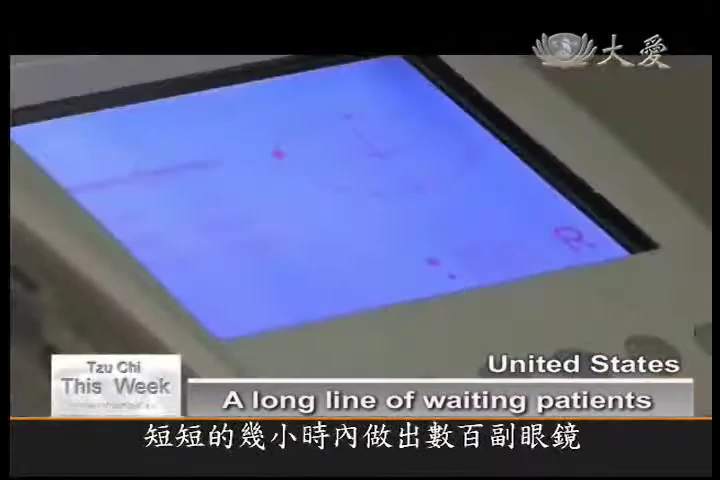 大愛
R
United States
Tzu Chi
This Week
A long line of waiting patients
短短的幾小時內做出數百副眼鏡